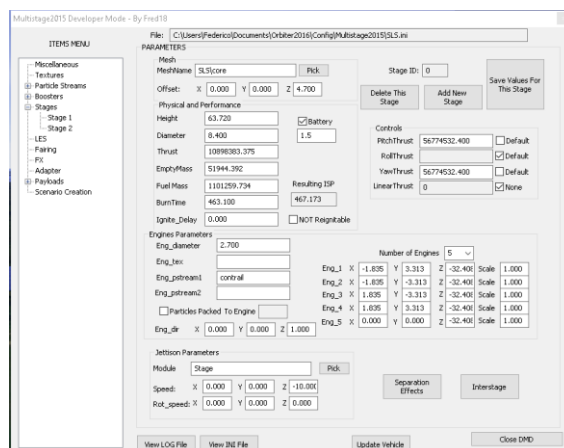 Multistage2015 Developer Mode - By Fred18
File: C:\Users\Federico\Documents\Orbiter2016\Config\Multistage2015\SLS.ini
ITEMS MENU
Miscellaneous
Textures
Particle Streams
Boosters
Stages
Stage 1
Stage 2
LES
Fairing
FX
Adapter
Payloads
Scenario Creation
PARAMETERS
Mesh
MeshName SLS\core Pick
Offset: X 0.000 Y 0.000 Z 4.700
Stage ID: 0
Delete This Stage
Add New Stage
Save Values For This Stage
Physical and Performance
Height 63.720
Diameter 8.400
Thrust 10898383.375
EmptyMass 51944.392
Fuel Mass 1101259.734
BurnTime 463.100
Ignite_Delay 0.000
Battery
1.5
Resulting ISP
467.173
NOT Reignitable
Controls
PitchThrust 56774532.400 Default
RollThrust Default
YawThrust 56774532.400 Default
LinearThrust 0 None
Engines Parameters
Eng_diameter 2.700
Eng_tex
Eng_pstream1 contrail
Eng_pstream2
Particles Packed To Engine
Eng_dir X 0.000 Y 0.000 Z 1.000
Number of Engines 5
Eng_1 X -1.835 Y 3.313 Z -32.408 Scale 1.000
Eng_2 X -1.835 Y -3.313 Z -32.408 Scale 1.000
Eng_3 X 1.835 Y -3.313 Z -32.408 Scale 1.000
Eng_4 X 1.835 Y 3.313 Z -32.408 Scale 1.000
Eng_5 X 0.000 Y 0.000 Z -32.408 Scale 1.000
Jettison Parameters
Module Stage Pick
Speed: X 0.000 Y 0.000 Z -10.000
Rot_speed: X 0.000 Y 0.000 Z 0.000
Separation Effects
Interstage
View LOG File
View INI File
Update Vehicle
Close DMD